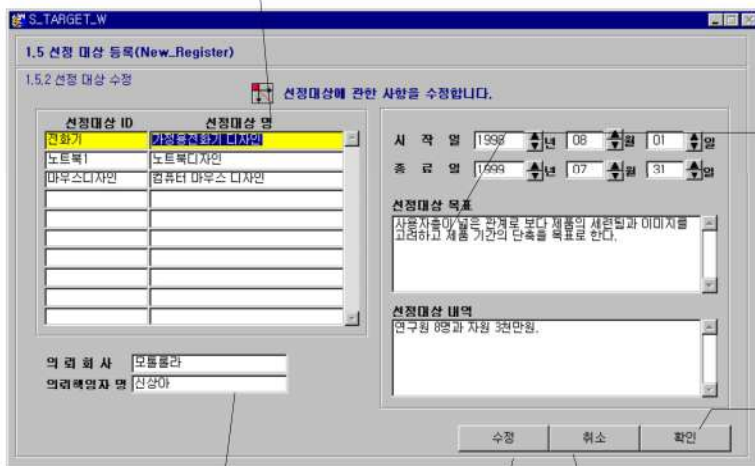 S_TARGET_W
1.5 선정 대상 등록(New_Register)
1.5.2 선정 대상 수정
선정대상에 관한 사항을 수정합니다.
선정대상 ID 선정대상 명
전화기 가정용전화기 디자인
노트북1 노트북디자인
마우스디자인 컴퓨터 마우스 디자인
시 작 일 1998 년 08 월 01 일
종 료 일 1999 년 07 월 31 일
선정대상 목표
사용자층이 넓은 관계로 보다 제품의 세련됨과 이미지를
고려하고 제품 기간의 단축을 목표로 한다.
선정대상 내역
연구원 8명과 자원 3천만원.
의 뢰 회 사 모톨롤라
의뢰책임자 명 신상아
수정 취소 확인